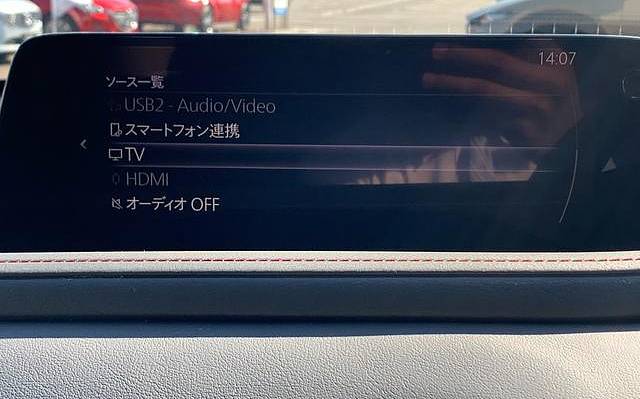 14:07
ソース一覧
USB2 - Audio/Video
スマートフォン連携
TV
HDMI
オーディオ OFF